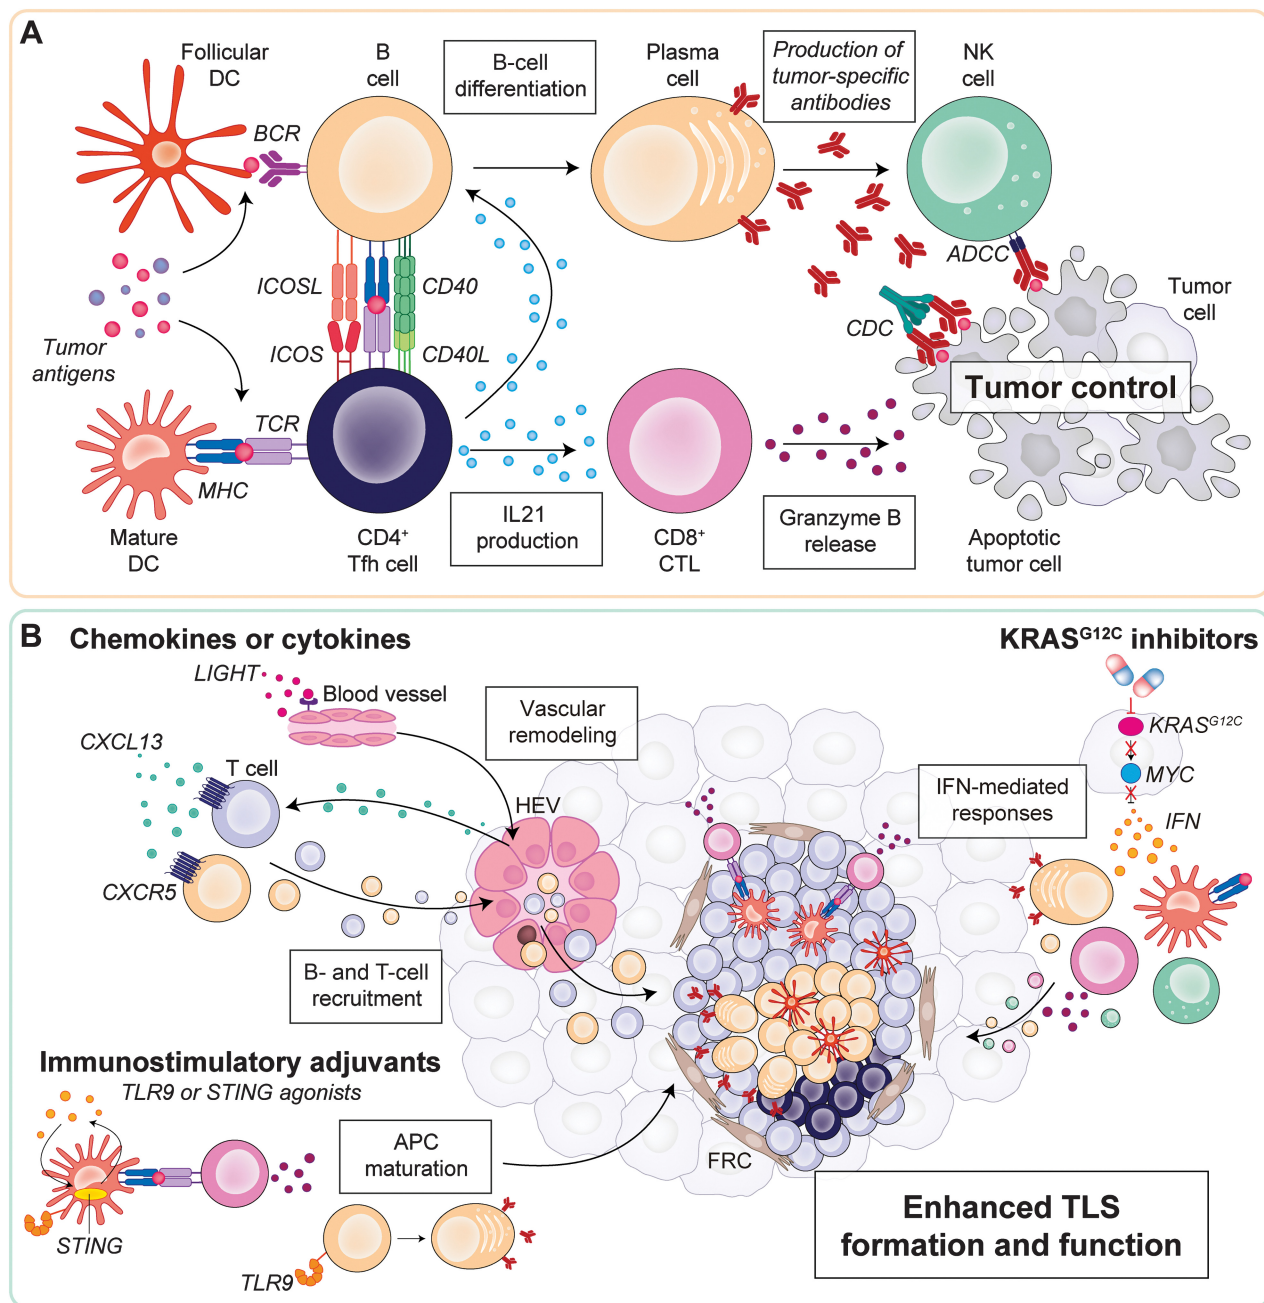 A
Follicular
DC
B
cell
B-cell
differentiation
Plasma
cell
Production of
tumor-specific
antibodies
NK
cell
BCR
ADCC
Tumor
cell
ICOSL
CD40
CDC
Tumor
antigens
ICOS
CD40L
Tumor control
TCR
MHC
Mature
DC
CD4+
Tfh cell
IL21
production
CD8+
CTL
Granzyme B
release
Apoptotic
tumor cell
B
Chemokines or cytokines
KRASG12C inhibitors
LIGHT
Blood vessel
Vascular
remodeling
KRASG12C
CXCL13
T cell
MYC
IFN-mediated
responses
HEV
IFN
CXCR5
B- and T-cell
recruitment
Immunostimulatory adjuvants
TLR9 or STING agonists
APC
maturation
FRC
STING
TLR9
Enhanced TLS
formation and function